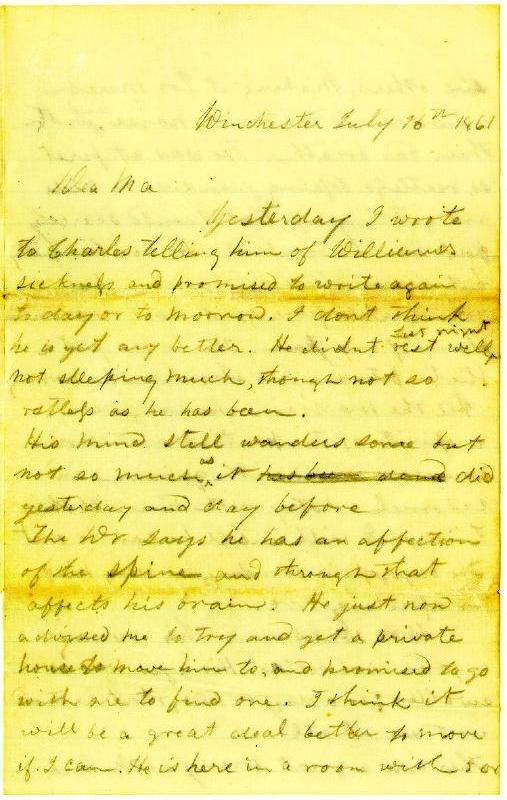 Winchester July 16th 1861
Dea Ma
Yesterday I wrote
to Charles telling him of Williams
sickness and promised to write again
to day or to morrow. I dont think
he is yet any better. He didnt rest well last night
not sleeping much, though not so
restless as he has been.
His mind still wanders some but
not so much as it has been did
yesterday and day before
The Dr says he has an affection
of the spine and through that
affects his brain. He just now
advised me to try and get a private
house to move him to, and promised to go
with me to find one. I think it
will be a great deal better to move
if I can. He is here in a room with 5 or